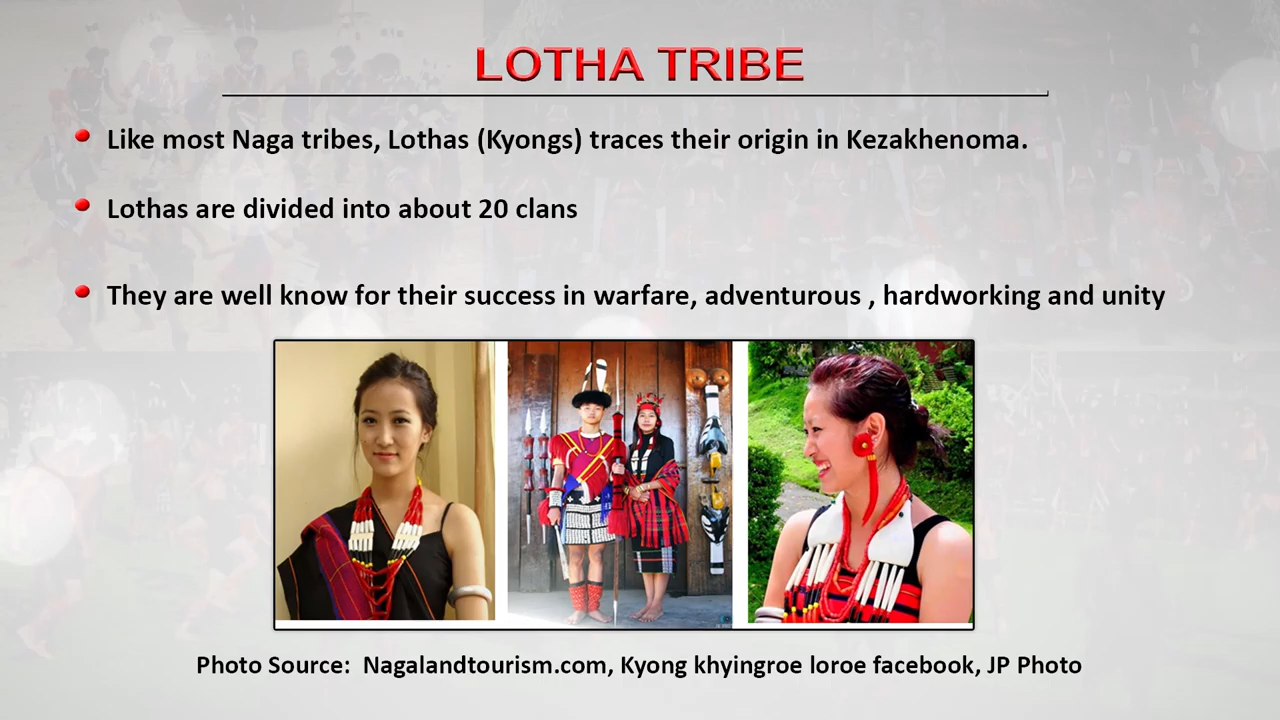 LOTHA TRIBE
Like most Naga tribes, Lothas (Kyongs) traces their origin in Kezakhenoma.
Lothas are divided into about 20 clans
They are well know for their success in warfare, adventurous , hardworking and unity
Photo Source: Nagalandtourism.com, Kyong khyingroe loroe facebook, JP Photo